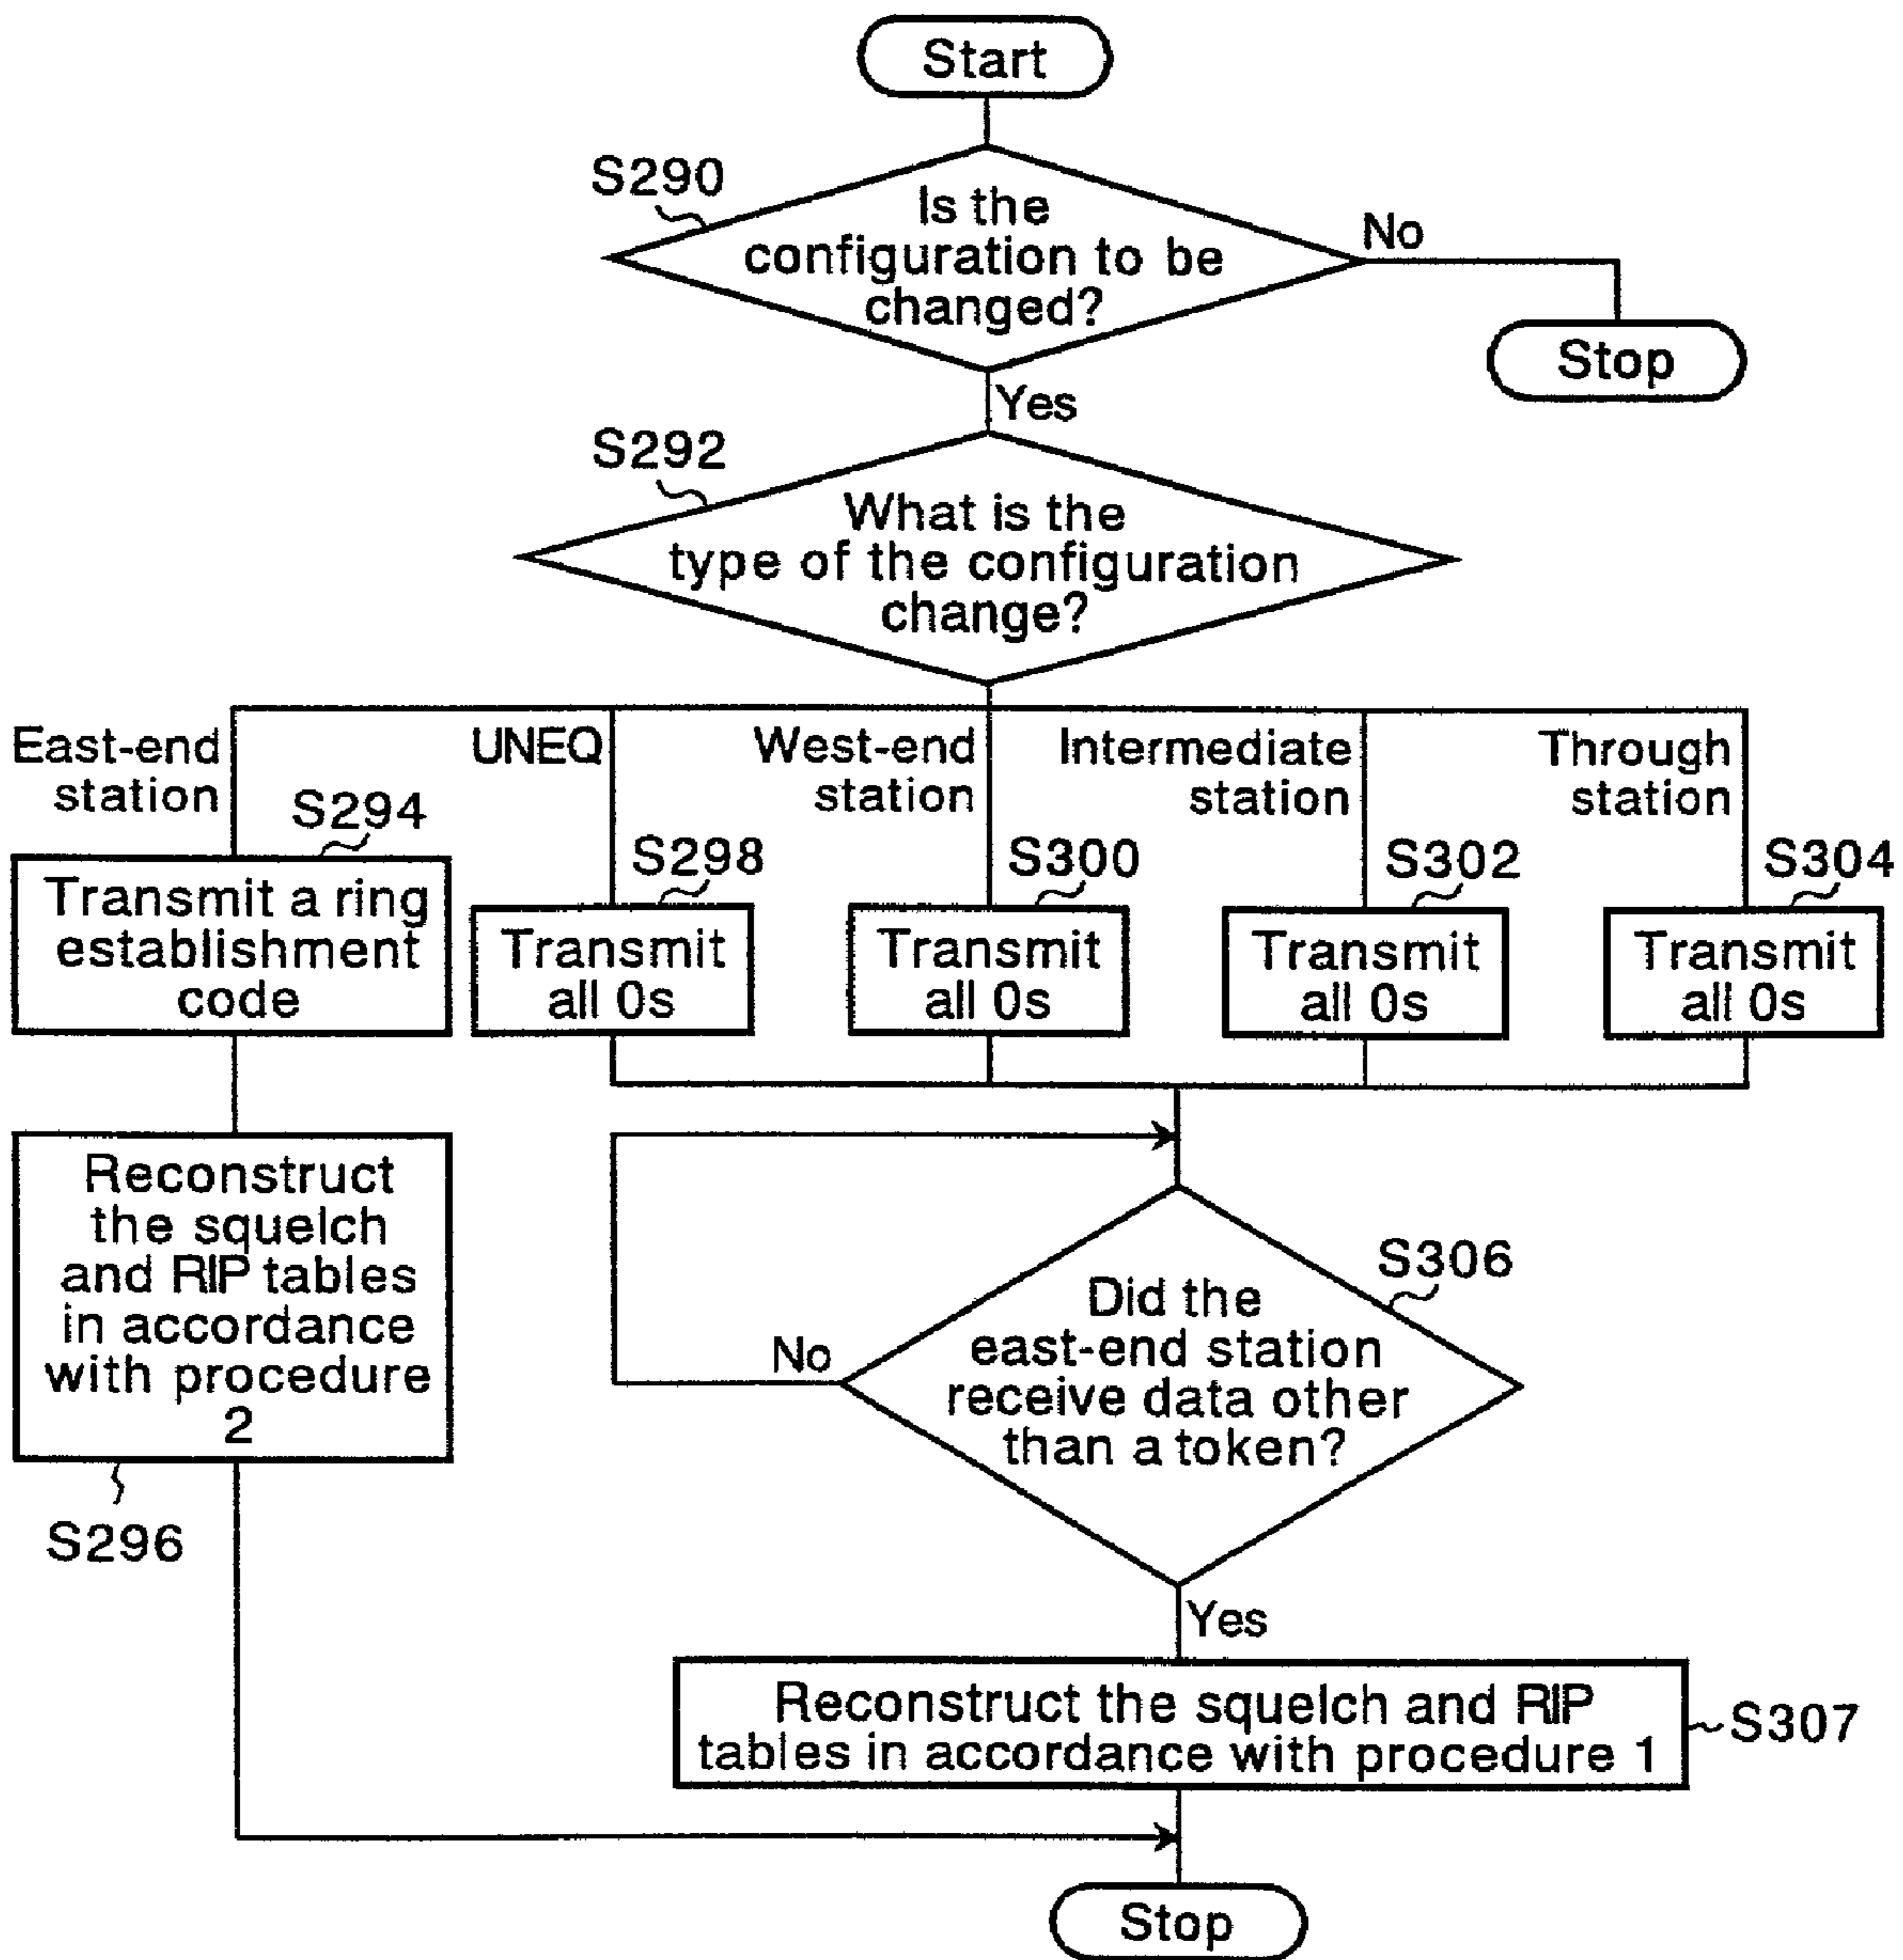 Start
S290
Is the
configuration to be
changed?
No
Stop
Yes
S292
What is the
type of the configuration
change?
East-end
station
UNEQ
West-end
station
Intermediate
station
Through
station
S294
Transmit a ring
establishment
code
S298
Transmit
all 0s
S300
Transmit
all 0s
S302
Transmit
all 0s
S304
Transmit
all 0s
Reconstruct
the squelch
and RIP tables
in accordance
with procedure
2
S296
S306
Did the
east-end station
receive data other
than a token?
No
Yes
Reconstruct the squelch and RIP
tables in accordance with procedure 1
S307
Stop